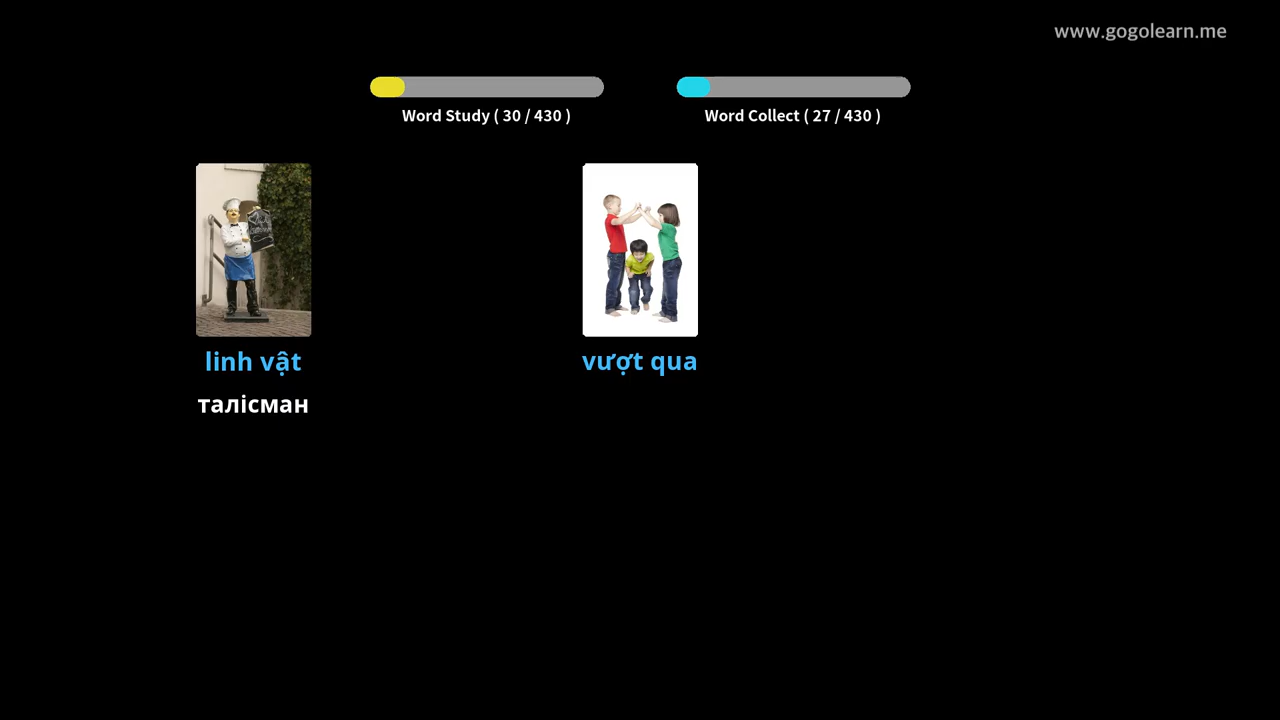 www.gogolearn.me
Word Study ( 30 / 430 )
Word Collect ( 27 / 430 )
linh vật
талісман
vượt qua